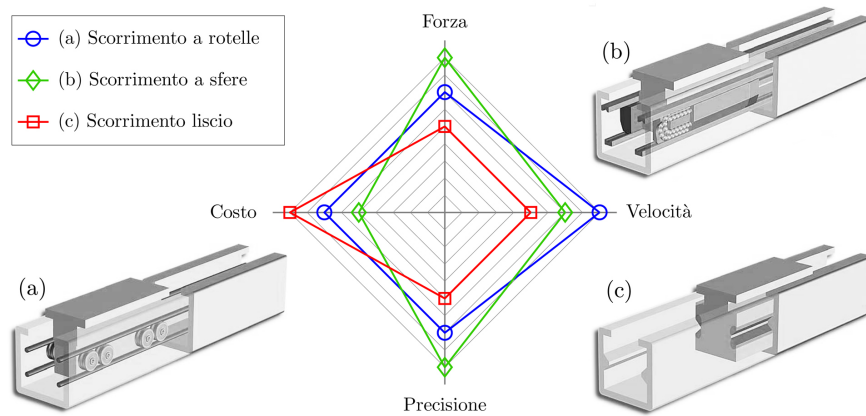 (a) Scorrimento a rotelle
(b) Scorrimento a sfere
(c) Scorrimento liscio
Forza
(b)
Costo
Velocità
(a)
(c)
Precisione